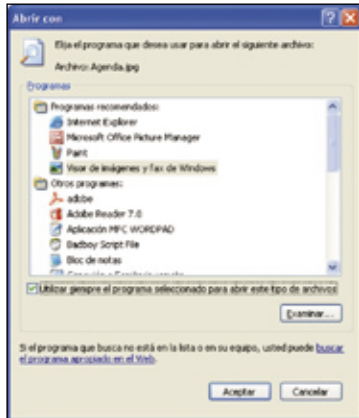 Abrir con
Elija el programa que desea usar para abrir el siguiente archivo:
Archivo: Agenda.jpg
Programas
Programas recomendados:
Internet Explorer
Microsoft Office Picture Manager
Paint
Visor de imágenes y fax de Windows
Otros programas:
adobe
Adobe Reader 7.0
Aplicación MFC WORDPAD
Badboy Script File
Bloc de notas
Conexión a Escritorio remoto
Utilizar siempre el programa seleccionado para abrir este tipo de archivos
Examinar...
Si el programa que busca no está en la lista o en su equipo, usted puede buscar
el programa apropiado en el Web.
Aceptar
Cancelar